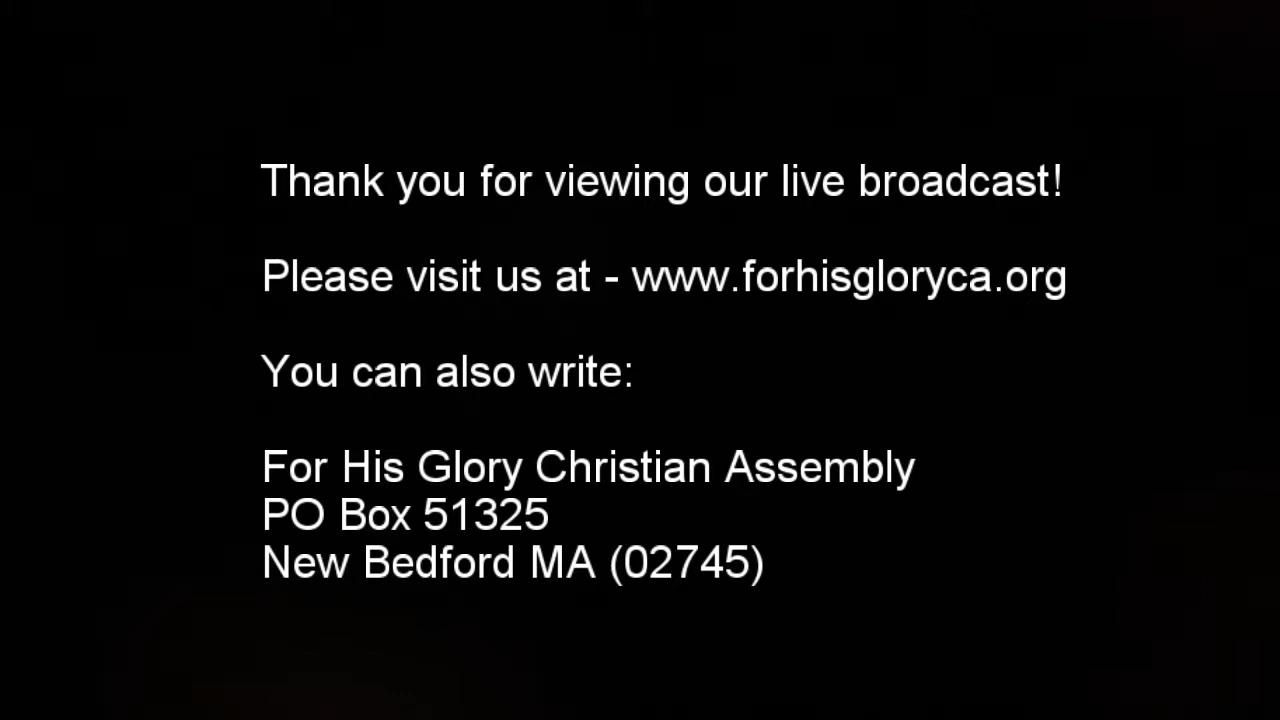 Thank you for viewing our live broadcast!
Please visit us at - www.forhisgloryca.org
You can also write:
For His Glory Christian Assembly
PO Box 51325
New Bedford MA (02745)